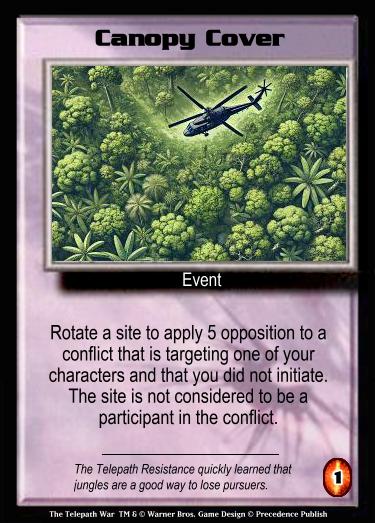 Canopy Cover
Event
Rotate a site to apply 5 opposition to a
conflict that is targeting one of your
characters and that you did not initiate.
The site is not considered to be a
participant in the conflict.
The Telepath Resistance quickly learned that
jungles are a good way to lose pursuers.
1
The Telepath War TM & © Warner Bros. Game Design © Precedence Publish